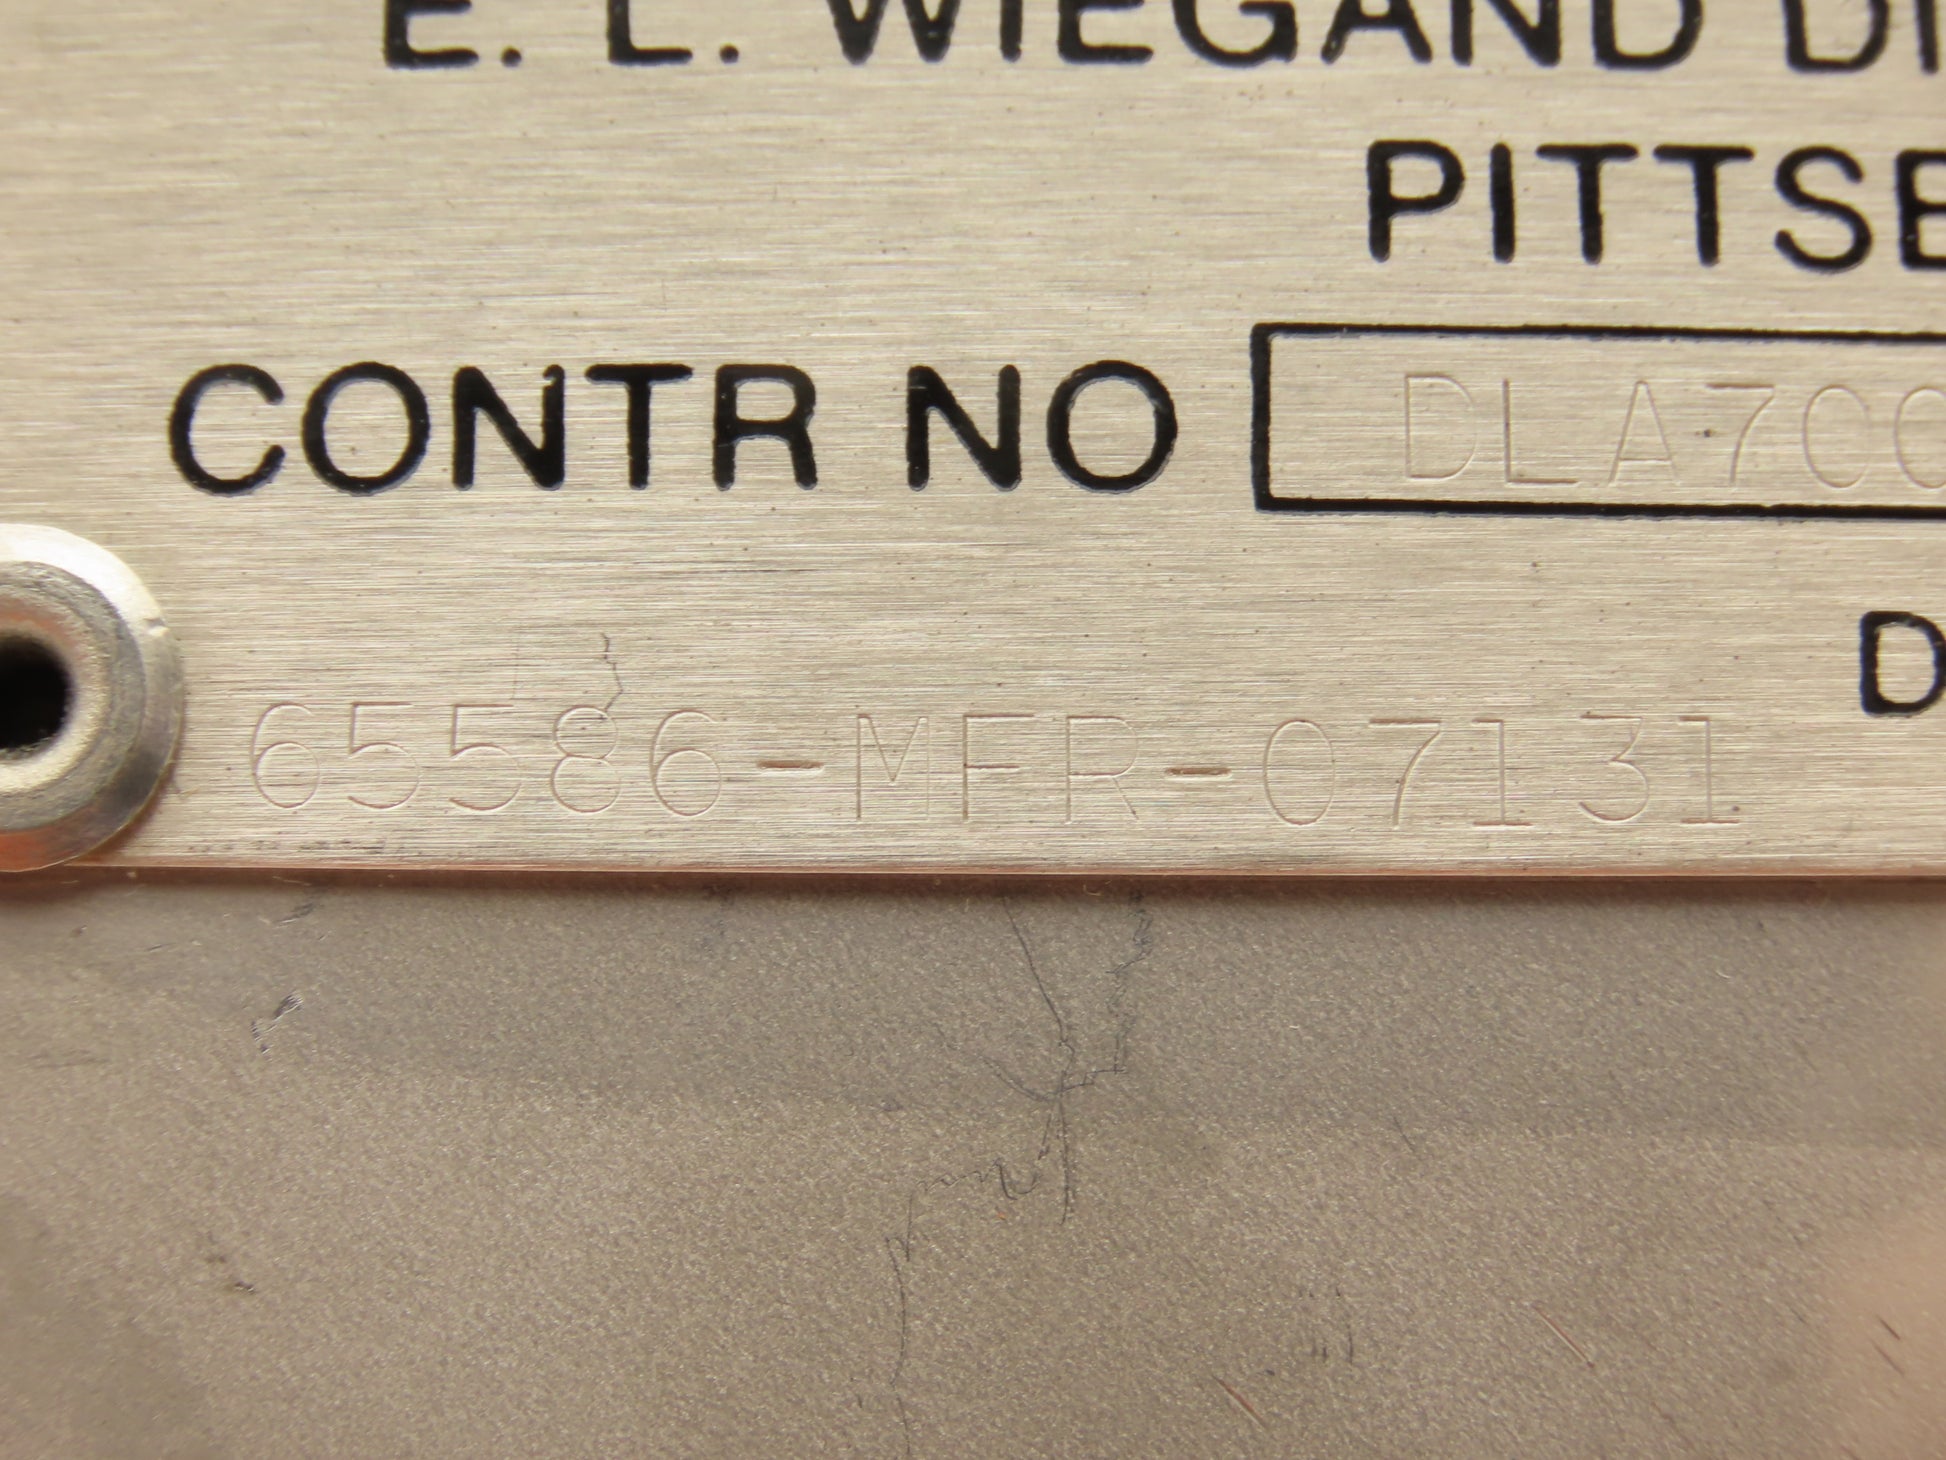 E. L. WIEGAND DI
PITTSB
CONTR NO DLA700
D
65586-MFR-07131